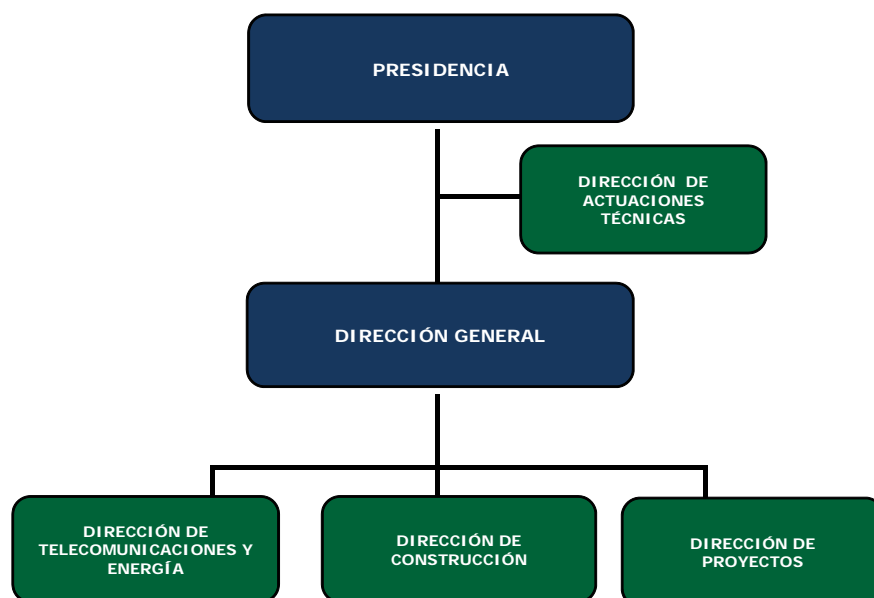 PRESIDENCIA
DIRECCIÓN DE
ACTUACIONES
TÉCNICAS
DIRECCIÓN GENERAL
DIRECCIÓN DE
TELECOMUNICACIONES Y
ENERGÍA
DIRECCIÓN DE
CONSTRUCCIÓN
DIRECCIÓN DE
PROYECTOS